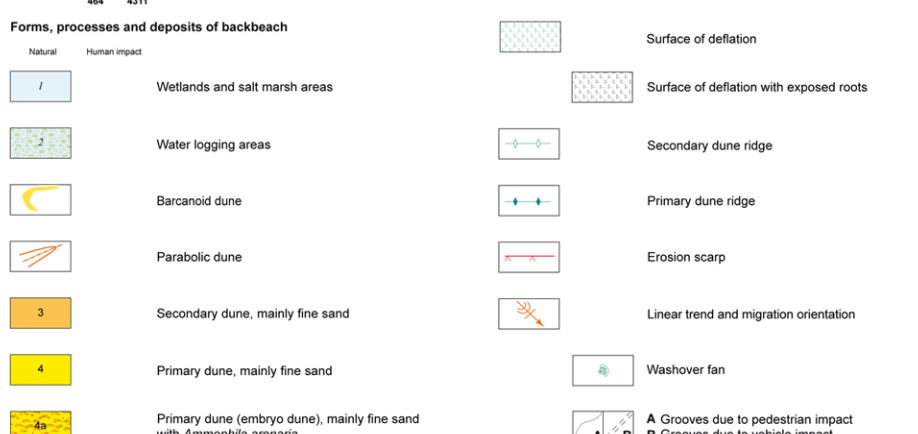 464 4311
Forms, processes and deposits of backbeach
Natural Human impact
1 Wetlands and salt marsh areas
2 Water logging areas
Barcanoid dune
Parabolic dune
3 Secondary dune, mainly fine sand
4 Primary dune, mainly fine sand
4a Primary dune (embryo dune), mainly fine sand
with Ammophila arenaria
Surface of deflation
Surface of deflation with exposed roots
Secondary dune ridge
Primary dune ridge
Erosion scarp
Linear trend and migration orientation
Washover fan
A B A Grooves due to pedestrian impact
B Grooves due to vehicle impact